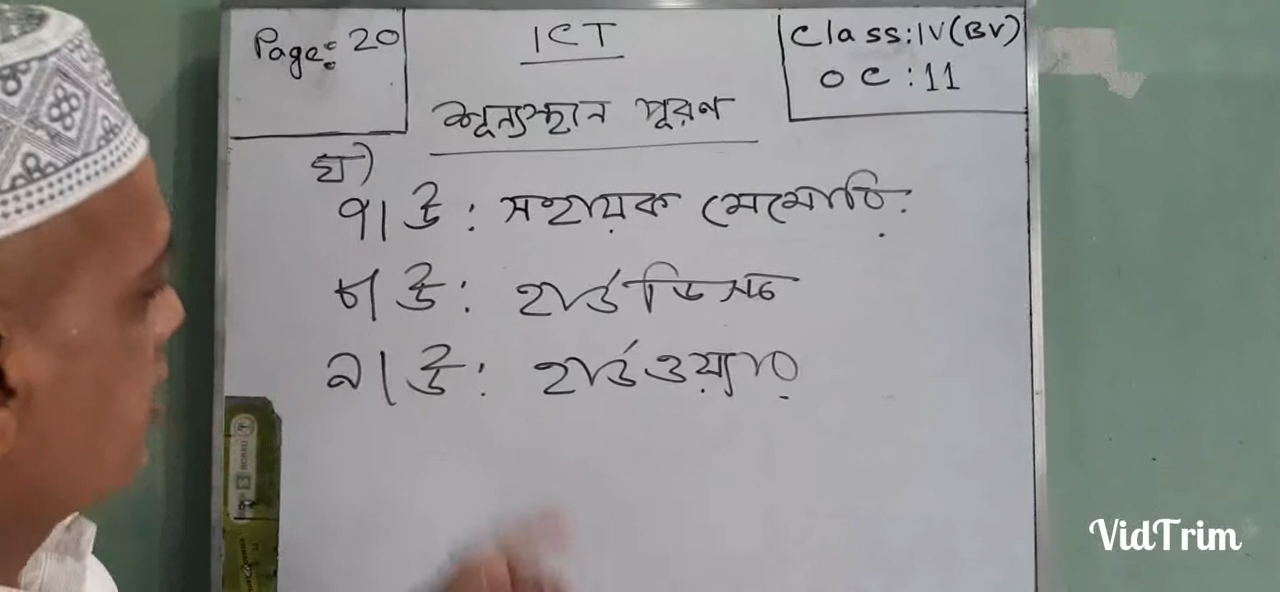 Page: 20
ICT
Class: IV(BV)
OC: 11
শূন্যস্থান পূরণ
ঘ)
৭। উ: সহায়ক মেমোরি.
৮। উ: হার্ডডিস্ক
৯। উ: হার্ডওয়্যার
VidTrim